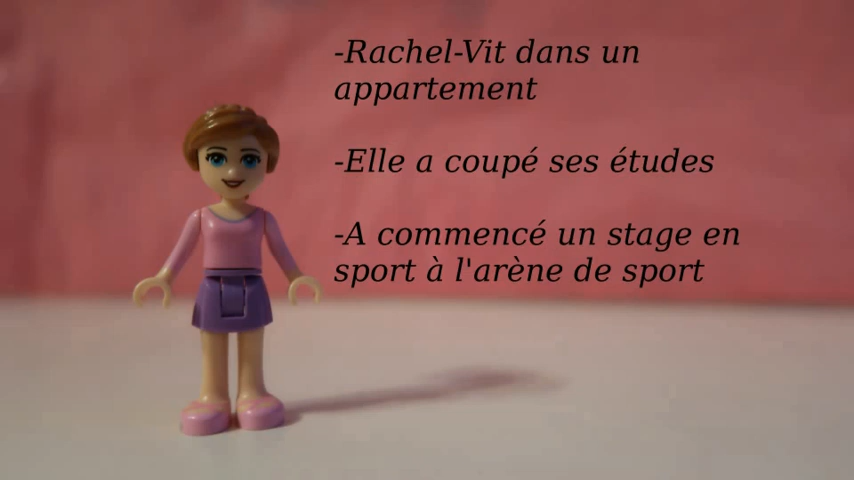 -Rachel-Vit dans un
appartement
-Elle a coupé ses études
-A commencé un stage en
sport à l'arène de sport